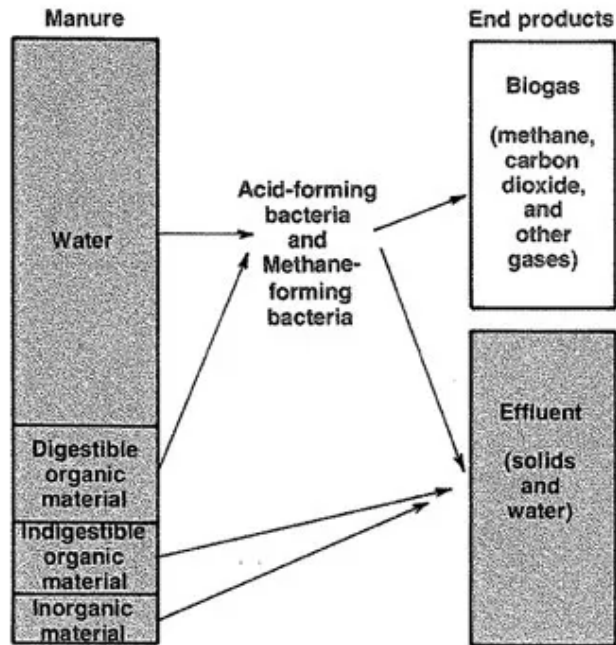 Manure
Water
Digestible
organic
material
Indigestible
organic
material
Inorganic
material
Acid-forming
bacteria
and
Methane-
forming
bacteria
End products
Biogas
(methane,
carbon
dioxide,
and
other
gases)
Effluent
(solids
and
water)